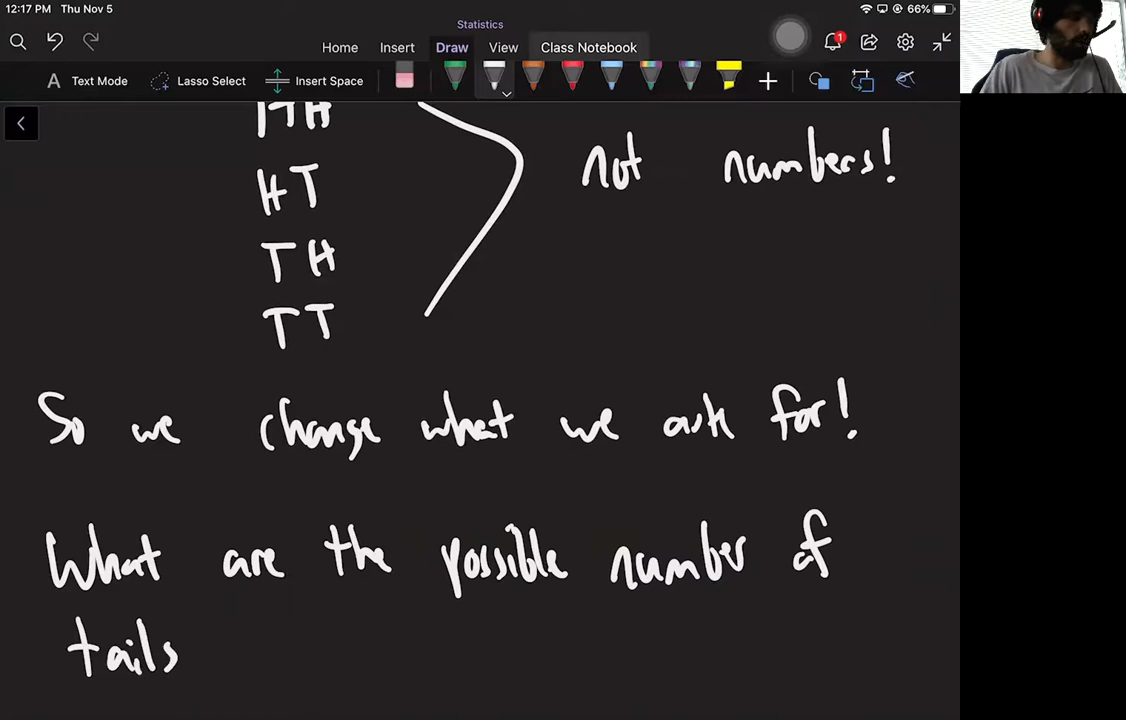 12:17 PM Thu Nov 5
66%
Statistics
Home Insert Draw View Class Notebook
1
A Text Mode Lasso Select Insert Space
HH
HT
TH
TT
not numbers!
So we change what we ask for!
What are the possible number of
tails